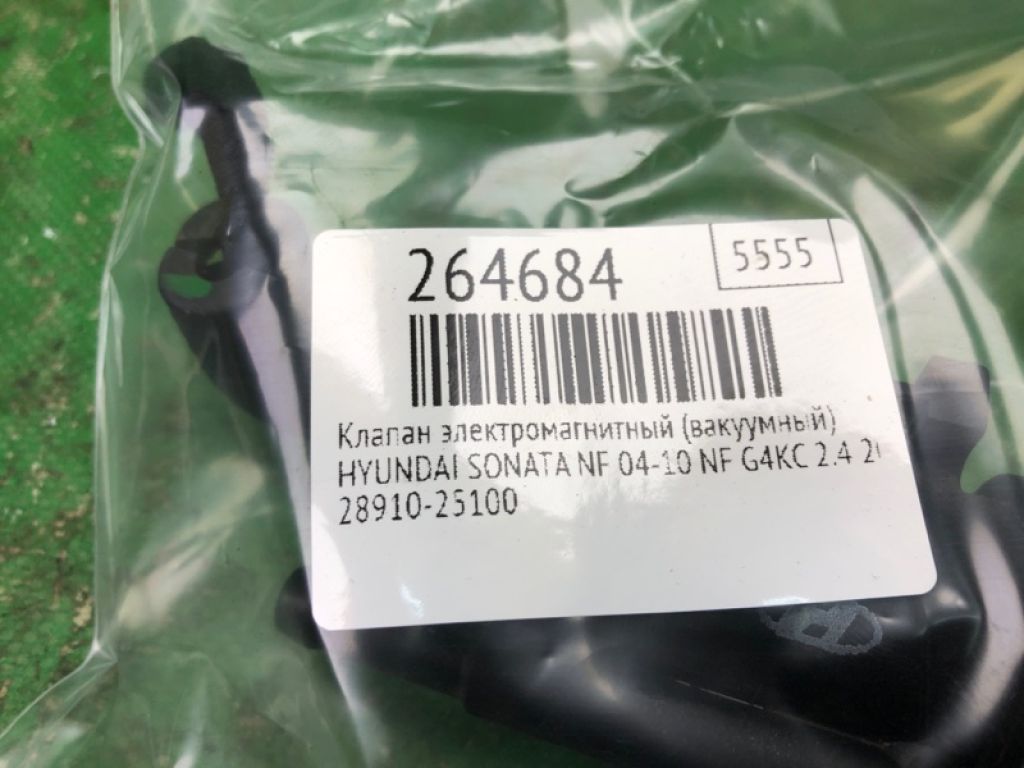 264684
5555
Клапан электромагнитный (вакуумный)
HYUNDAI SONATA NF 04-10 NF G4KC 2.4
28910-25100